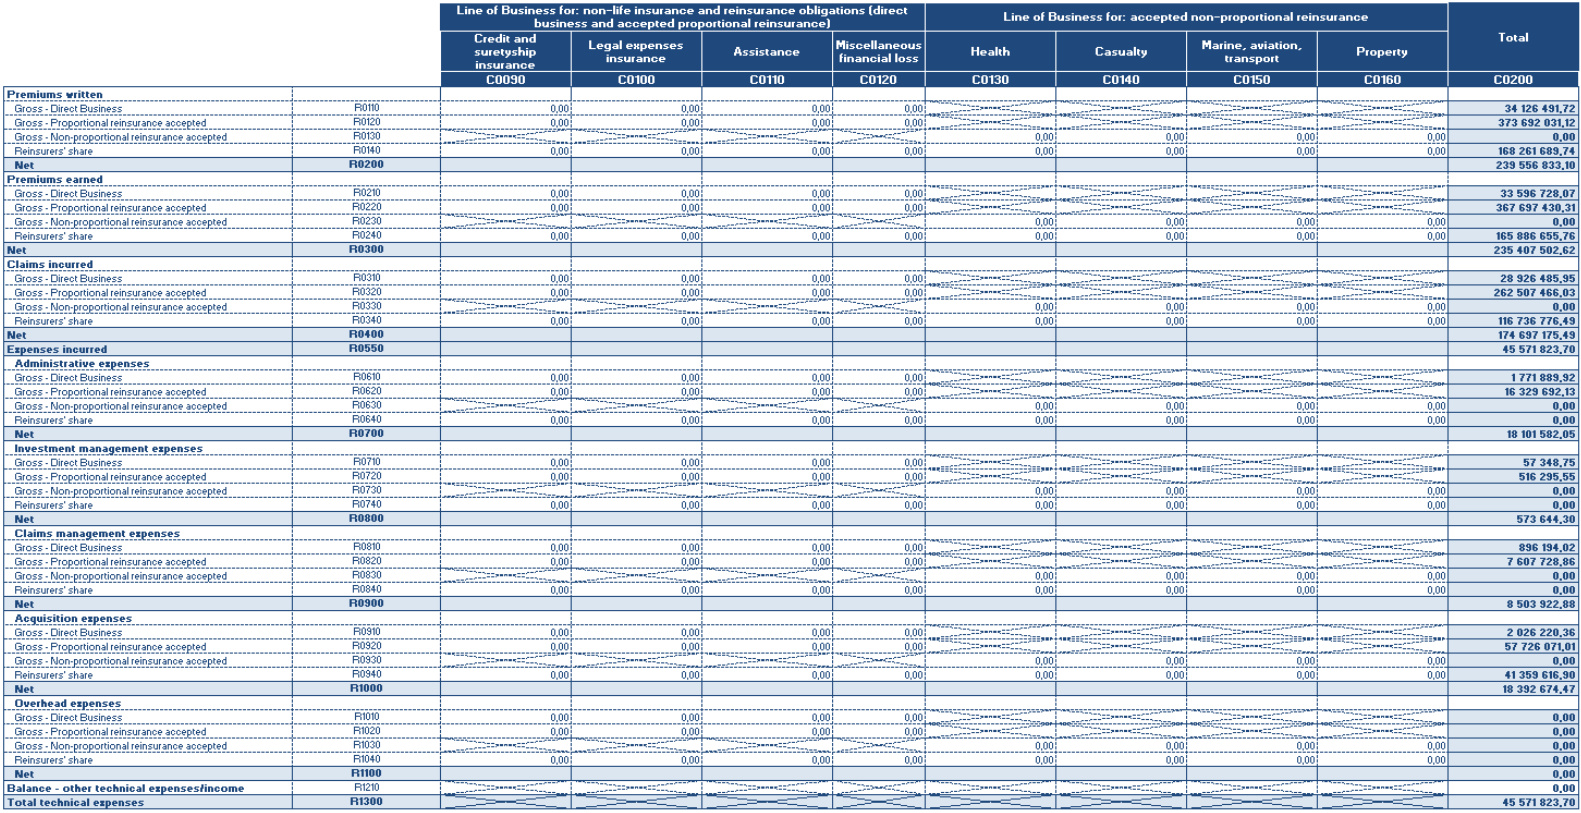 Line of Business for: non-life insurance and reinsurance obligations (direct business and accepted proportional reinsurance) Line of Business for: accepted non-proportional reinsurance Total
Credit and suretyship insurance Legal expenses insurance Assistance Miscellaneous financial loss Health Casualty Marine, aviation, transport Property
C0090 C0100 C0110 C0120 C0130 C0140 C0150 C0160 C0200
Premiums written
Gross - Direct Business R0110 0,00 0,00 0,00 0,00 34 126 491,72
Gross - Proportional reinsurance accepted R0120 0,00 0,00 0,00 0,00 373 692 031,12
Gross - Non-proportional reinsurance accepted R0130 0,00 0,00 0,00 0,00 0,00
Reinsurers' share R0140 0,00 0,00 0,00 0,00 0,00 0,00 0,00 0,00 168 261 689,74
Net R0200 239 556 833,10
Premiums earned
Gross - Direct Business R0210 0,00 0,00 0,00 0,00 33 596 728,07
Gross - Proportional reinsurance accepted R0220 0,00 0,00 0,00 0,00 367 697 430,31
Gross - Non-proportional reinsurance accepted R0230 0,00 0,00 0,00 0,00 0,00
Reinsurers' share R0240 0,00 0,00 0,00 0,00 0,00 0,00 0,00 0,00 165 886 655,76
Net R0300 235 407 502,62
Claims incurred
Gross - Direct Business R0310 0,00 0,00 0,00 0,00 28 926 485,95
Gross - Proportional reinsurance accepted R0320 0,00 0,00 0,00 0,00 262 507 466,03
Gross - Non-proportional reinsurance accepted R0330 0,00 0,00 0,00 0,00 0,00
Reinsurers' share R0340 0,00 0,00 0,00 0,00 0,00 0,00 0,00 0,00 116 736 776,49
Net R0400 174 697 175,49
Expenses incurred R0550 45 571 823,70
Administrative expenses
Gross - Direct Business R0610 0,00 0,00 0,00 0,00 1 771 889,92
Gross - Proportional reinsurance accepted R0620 0,00 0,00 0,00 0,00 16 329 692,13
Gross - Non-proportional reinsurance accepted R0630 0,00 0,00 0,00 0,00 0,00
Reinsurers' share R0640 0,00 0,00 0,00 0,00 0,00 0,00 0,00 0,00 0,00
Net R0700 18 101 582,05
Investment management expenses
Gross - Direct Business R0710 0,00 0,00 0,00 0,00 57 348,75
Gross - Proportional reinsurance accepted R0720 0,00 0,00 0,00 0,00 516 295,55
Gross - Non-proportional reinsurance accepted R0730 0,00 0,00 0,00 0,00 0,00
Reinsurers' share R0740 0,00 0,00 0,00 0,00 0,00 0,00 0,00 0,00 0,00
Net R0800 573 644,30
Claims management expenses
Gross - Direct Business R0810 0,00 0,00 0,00 0,00 896 194,02
Gross - Proportional reinsurance accepted R0820 0,00 0,00 0,00 0,00 7 607 728,86
Gross - Non-proportional reinsurance accepted R0830 0,00 0,00 0,00 0,00 0,00
Reinsurers' share R0840 0,00 0,00 0,00 0,00 0,00 0,00 0,00 0,00 0,00
Net R0900 8 503 922,88
Acquisition expenses
Gross - Direct Business R0910 0,00 0,00 0,00 0,00 2 026 220,36
Gross - Proportional reinsurance accepted R0920 0,00 0,00 0,00 0,00 57 726 071,01
Gross - Non-proportional reinsurance accepted R0930 0,00 0,00 0,00 0,00 0,00
Reinsurers' share R0940 0,00 0,00 0,00 0,00 0,00 0,00 0,00 0,00 41 359 616,90
Net R1000 18 392 674,47
Overhead expenses
Gross - Direct Business R1010 0,00 0,00 0,00 0,00 0,00
Gross - Proportional reinsurance accepted R1020 0,00 0,00 0,00 0,00 0,00
Gross - Non-proportional reinsurance accepted R1030 0,00 0,00 0,00 0,00 0,00
Reinsurers' share R1040 0,00 0,00 0,00 0,00 0,00 0,00 0,00 0,00 0,00
Net R1100 0,00
Balance - other technical expenses/income R1210 0,00
Total technical expenses R1300 45 571 823,70